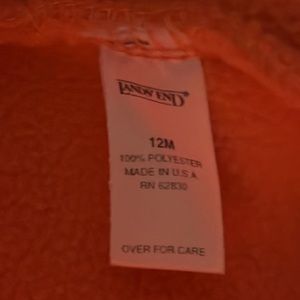 LANDS' END
12M
100% POLYESTER
MADE IN U.S.A
RN 62830
OVER FOR CARE